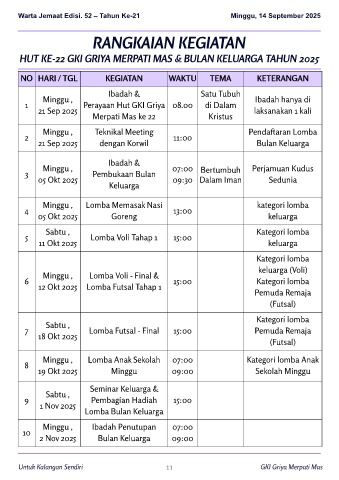 Warta Jemaat Edisi. 52 – Tahun Ke-21 Minggu, 14 September 2025
RANGKAIAN KEGIATAN
HUT KE-22 GKI GRIYA MERPATI MAS & BULAN KELUARGA TAHUN 2025
NO HARI / TGL KEGIATAN WAKTU TEMA KETERANGAN
1 Minggu , 21 Sep 2025 Ibadah & Perayaan Hut GKI Griya Merpati Mas ke 22 08.00 Satu Tubuh di Dalam Kristus Ibadah hanya di laksanakan 1 kali
2 Minggu , 21 Sep 2025 Teknikal Meeting dengan Korwil 11:00 Pendaftaran Lomba Bulan Keluarga
3 Minggu , 05 Okt 2025 Ibadah & Pembukaan Bulan Keluarga 07:00 09:30 Bertumbuh Dalam Iman Perjamuan Kudus Sedunia
4 Minggu , 05 Okt 2025 Lomba Memasak Nasi Goreng 13:00 kategori lomba keluarga
5 Sabtu , 11 Okt 2025 Lomba Voli Tahap 1 15:00 Kategori lomba keluarga
6 Minggu , 12 Okt 2025 Lomba Voli - Final & Lomba Futsal Tahap 1 15:00 Kategori lomba keluarga (Voli) Kategori lomba Pemuda Remaja (Futsal)
7 Sabtu , 18 Okt 2025 Lomba Futsal - Final 15:00 Kategori lomba Pemuda Remaja (Futsal)
8 Minggu , 19 Okt 2025 Lomba Anak Sekolah Minggu 07:00 09:00 Kategori lomba Anak Sekolah Minggu
9 Sabtu , 1 Nov 2025 Seminar Keluarga & Pembagian Hadiah Lomba Bulan Keluarga 15:00
10 Minggu , 2 Nov 2025 Ibadah Penutupan Bulan Keluarga 07:00 09:00
Untuk Kalangan Sendiri 11 GKI Griya Merpati Mas